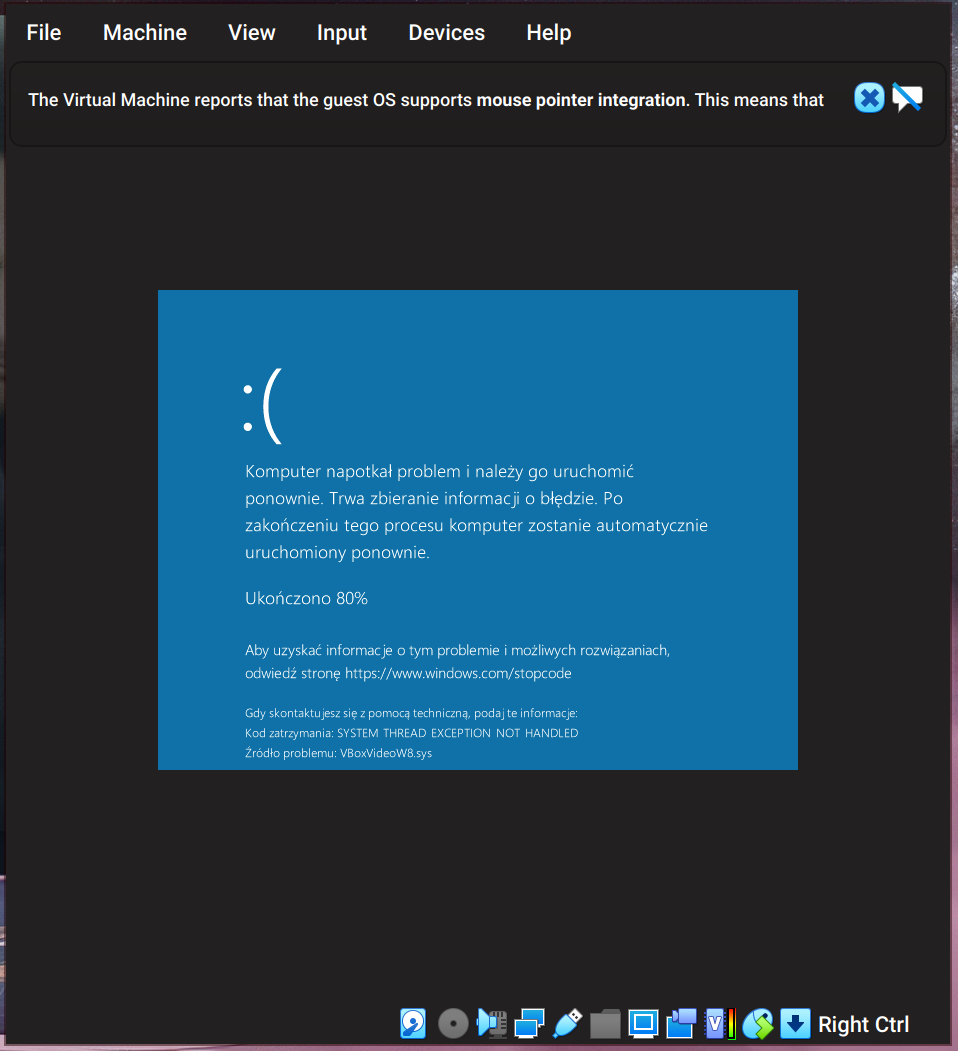 File Machine View Input Devices Help
The Virtual Machine reports that the guest OS supports mouse pointer integration. This means that
:(
Komputer napotkał problem i należy go uruchomić
ponownie. Trwa zbieranie informacji o błędzie. Po
zakończeniu tego procesu komputer zostanie automatycznie
uruchomiony ponownie.
Ukończono 80%
Aby uzyskać informacje o tym problemie i możliwych rozwiązaniach,
odwiedź stronę https://www.windows.com/stopcode
Gdy skontaktujesz się z pomocą techniczną, podaj te informacje:
Kod zatrzymania: SYSTEM THREAD EXCEPTION NOT HANDLED
Źródło problemu: VBoxVideoW8.sys
V Right Ctrl